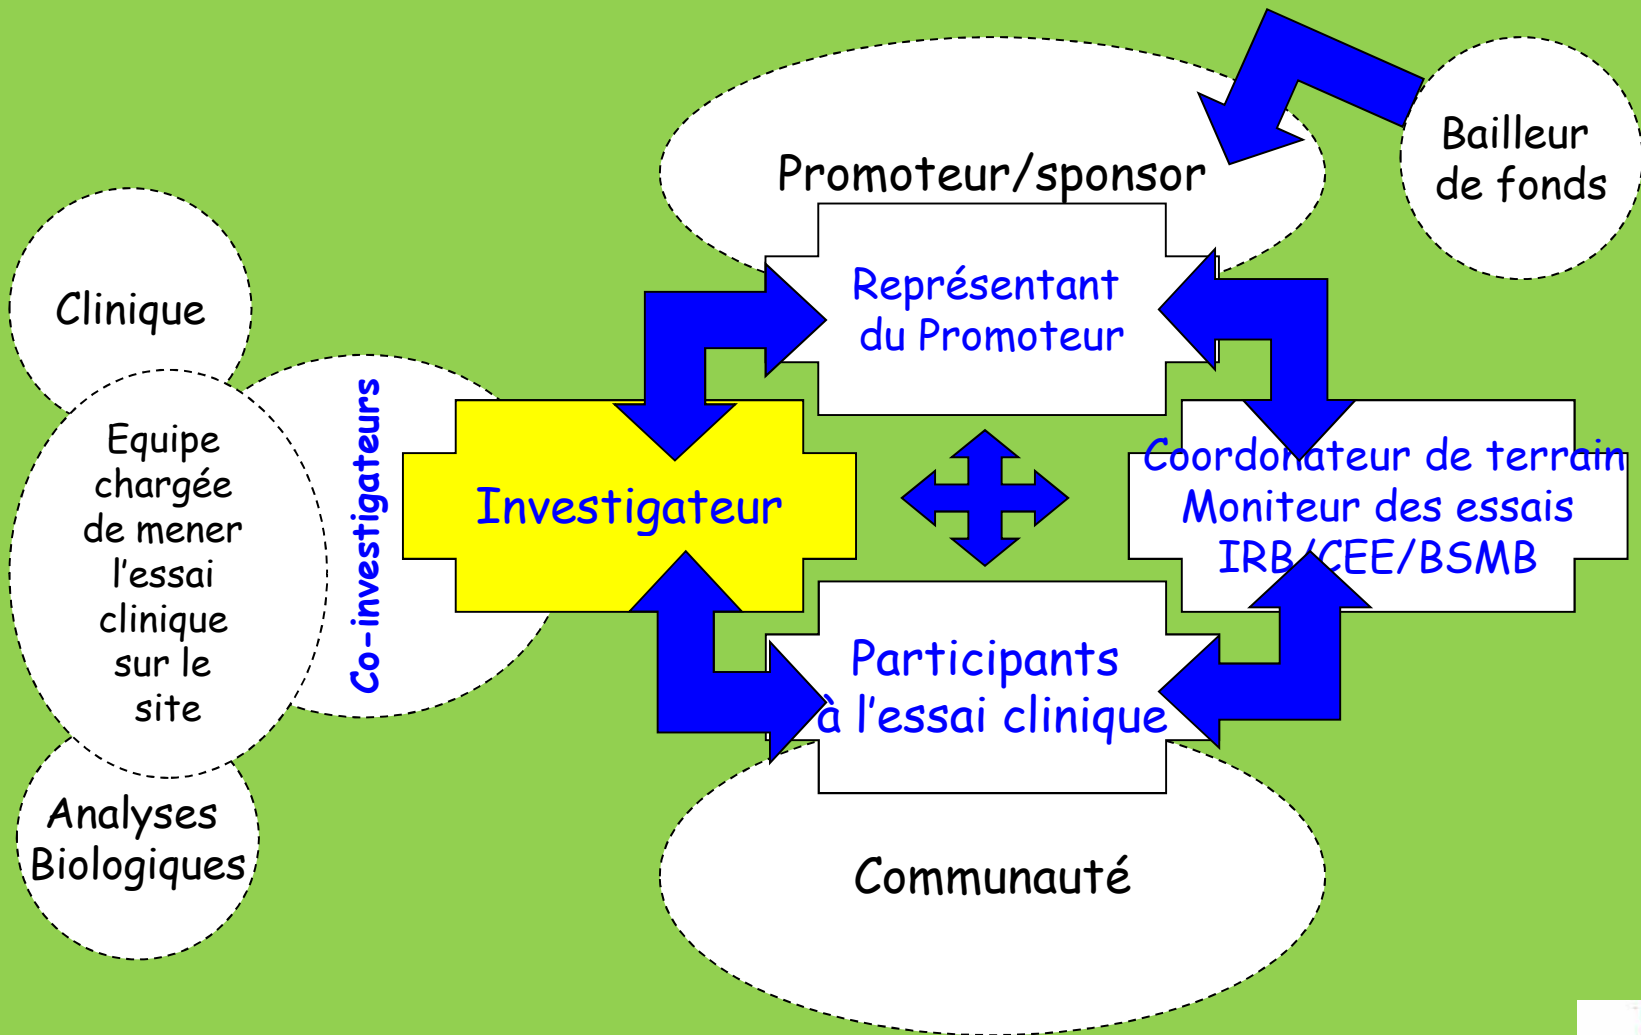 Promoteur/sponsor
Bailleur
de fonds
Représentant
du Promoteur
Clinique
Equipe
chargée
de mener
l'essai
clinique
sur le
site
Co-investigateurs
Investigateur
Coordonateur de terrain
Moniteur des essais
IRB/CEE/BSMB
Participants
à l'essai clinique
Analyses
Biologiques
Communauté